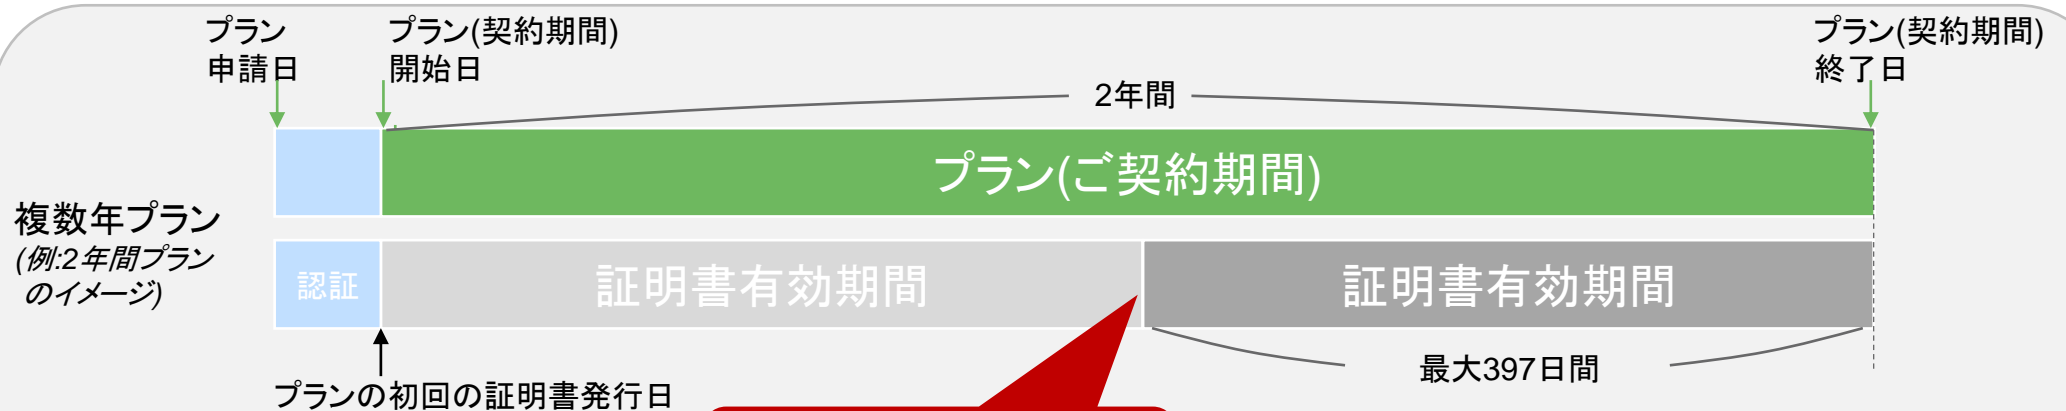 プラン
申請日
プラン(契約期間)
開始日
プラン(契約期間)
終了日
2年間
プラン(ご契約期間)
複数年プラン
(例:2年間プラン
のイメージ)
認証
証明書有効期間
証明書有効期間
最大397日間
プランの初回の証明書発行日